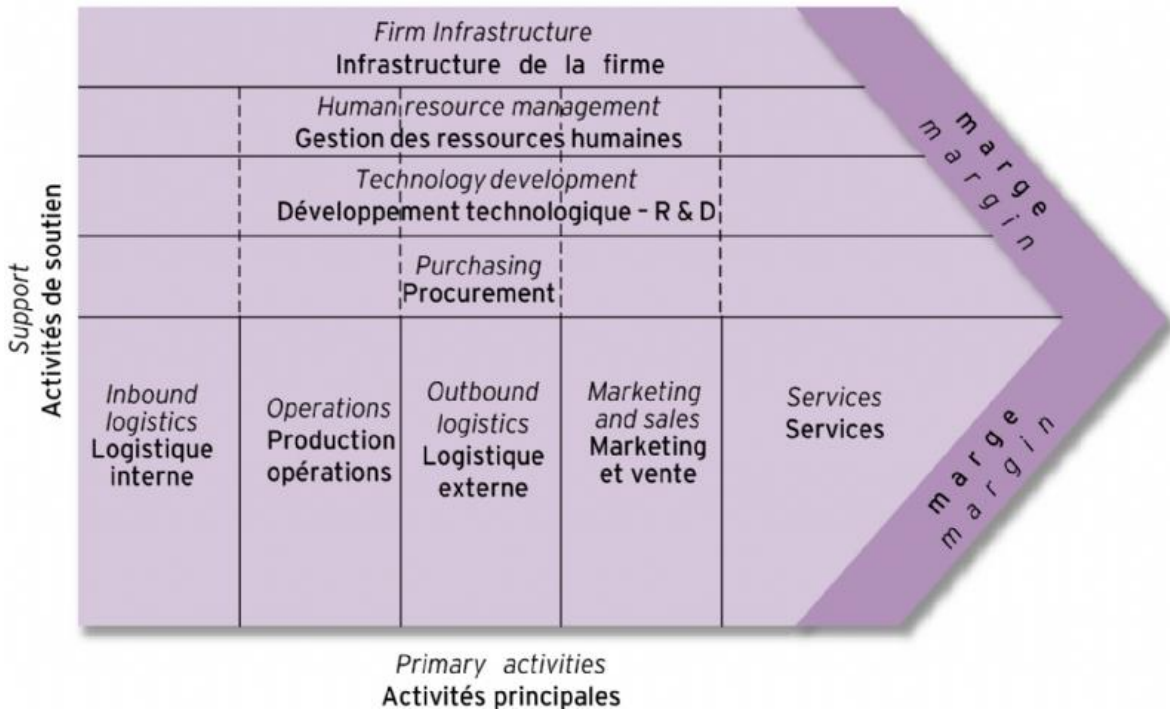 Firm Infrastructure
Infrastructure de la firme
Human resource management
Gestion des ressources humaines
Technology development
Développement technologique – R & D
Purchasing
Procurement
Support
Activités de soutien
Inbound
logistics
Logistique
interne
Operations
Production
opérations
Outbound
logistics
Logistique
externe
Marketing
and sales
Marketing
et vente
Services
Services
marge
margin
marge
margin
Primary activities
Activités principales